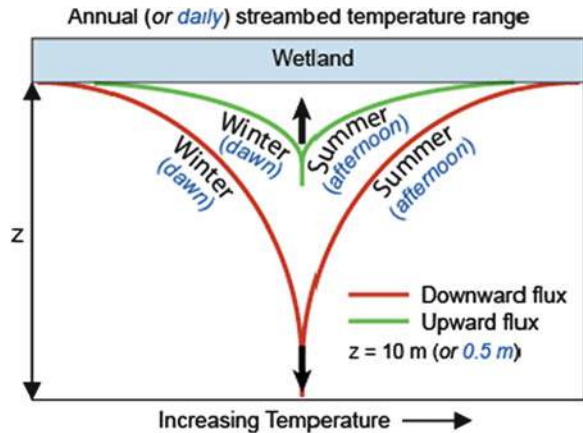 Annual (or daily) streambed temperature range
Wetland
Winter
(dawn)
Summer
(afternoon)
Winter
(dawn)
Summer
(afternoon)
z
Downward flux
Upward flux
z = 10 m (or 0.5 m)
Increasing Temperature